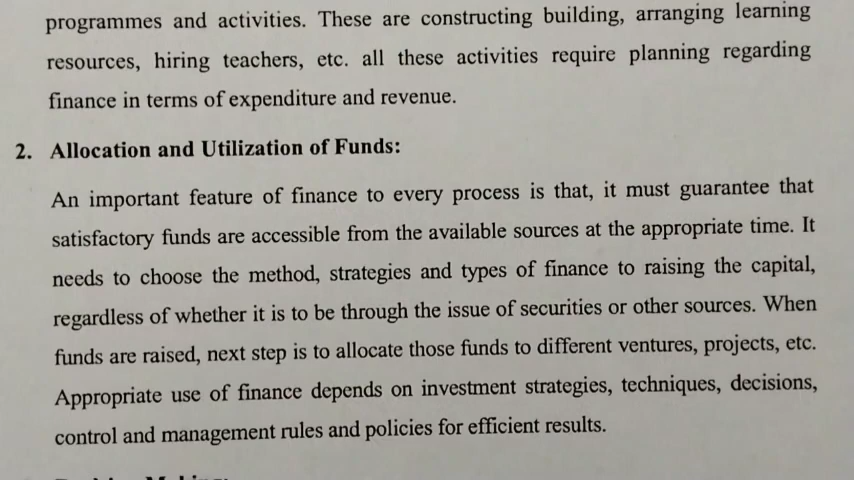 programmes and activities. These are constructing building, arranging learning
resources, hiring teachers, etc. all these activities require planning regarding
finance in terms of expenditure and revenue.
2. Allocation and Utilization of Funds:
An important feature of finance to every process is that, it must guarantee that
satisfactory funds are accessible from the available sources at the appropriate time. It
needs to choose the method, strategies and types of finance to raising the capital,
regardless of whether it is to be through the issue of securities or other sources. When
funds are raised, next step is to allocate those funds to different ventures, projects, etc.
Appropriate use of finance depends on investment strategies, techniques, decisions,
control and management rules and policies for efficient results.